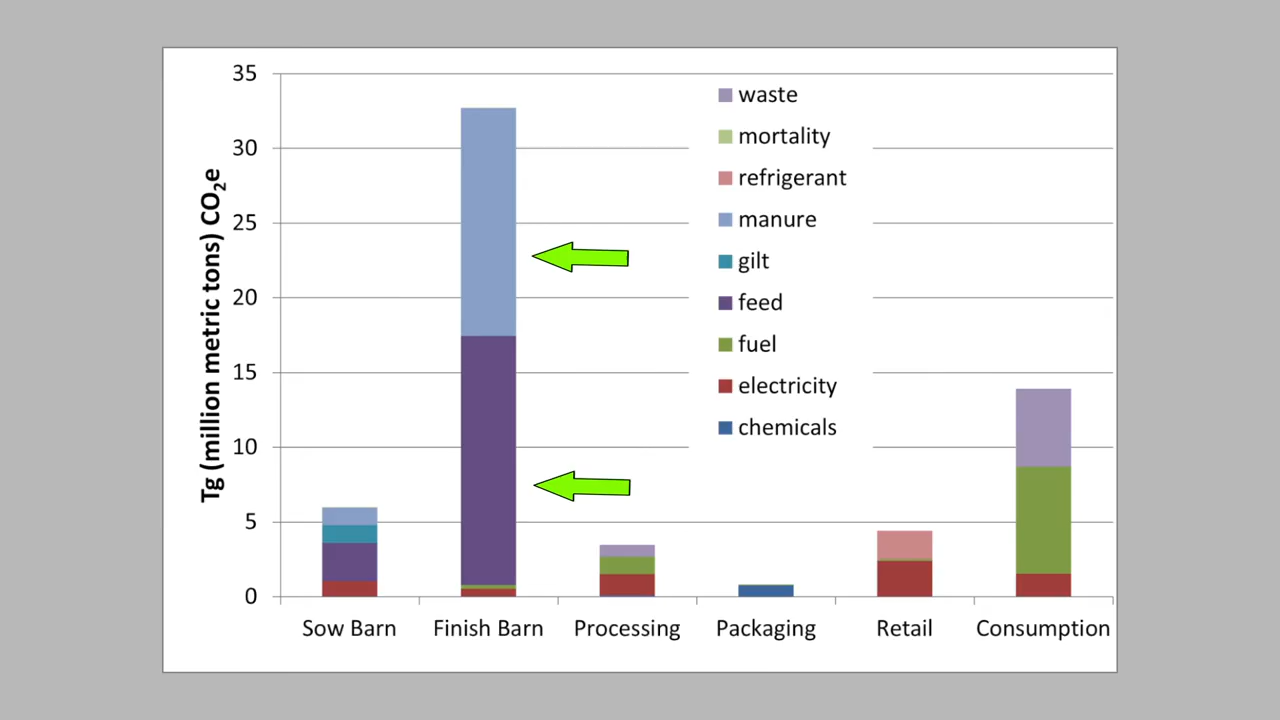 Tg (million metric tons) CO₂e
35
30
25
20
15
10
5
0
waste
mortality
refrigerant
manure
gilt
feed
fuel
electricity
chemicals
Sow Barn
Finish Barn
Processing
Packaging
Retail
Consumption